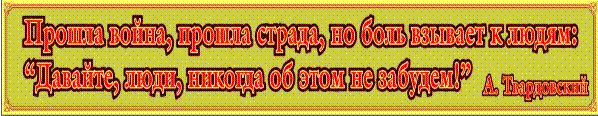 Прошла война, прошла страда, но боль взывает к людям:
“Давайте, люди, никогда об этом не забудем!” А. Твардовский